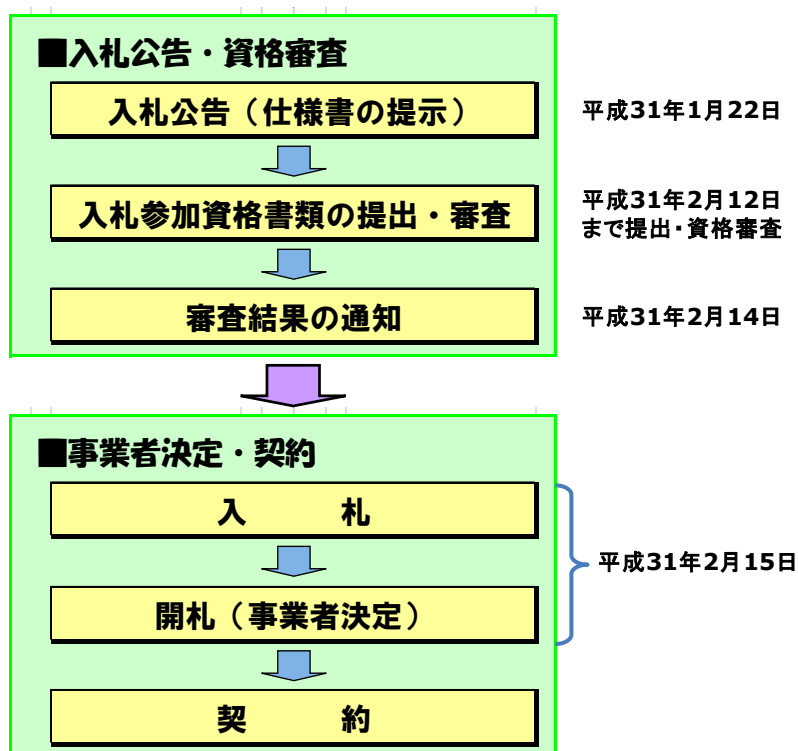 ■入札公告・資格審査
入札公告（仕様書の提示）
平成31年1月22日
入札参加資格書類の提出・審査
平成31年2月12日
まで提出・資格審査
審査結果の通知
平成31年2月14日
■事業者決定・契約
入　　　札
平成31年2月15日
開札（事業者決定）
契　　　約